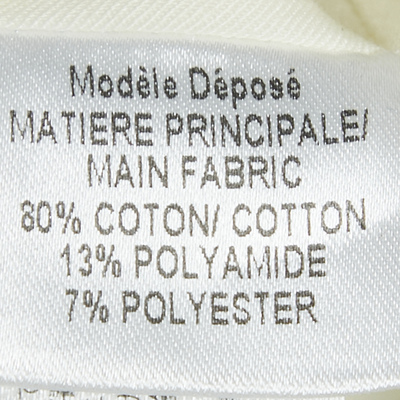 Modèle Déposé
MATIERE PRINCIPALE/
MAIN FABRIC
80% COTON/ COTTON
13% POLYAMIDE
7% POLYESTER